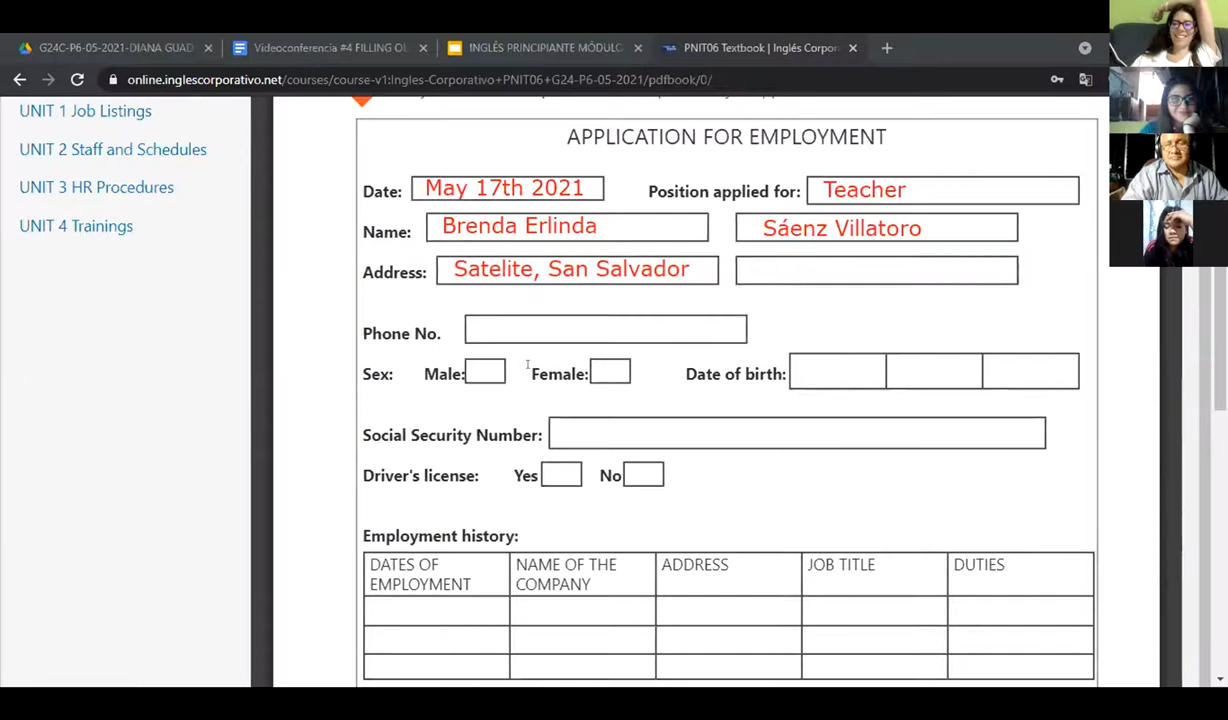 G24C-P6-05-2021-DIANA GUAD
Videoconferencia #4 FILLING OU
INGLÉS PRINCIPIANTE MÓDULO
PNIT06 Textbook | Inglés Corpor
online.inglescorporativo.net/courses/course-v1:Ingles-Corporativo+PNIT06+G24-P6-05-2021/pdfbook/0/
UNIT 1 Job Listings
UNIT 2 Staff and Schedules
UNIT 3 HR Procedures
UNIT 4 Trainings
APPLICATION FOR EMPLOYMENT
Date: May 17th 2021 Position applied for: Teacher
Name: Brenda Erlinda Sáenz Villatoro
Address: Satelite, San Salvador
Phone No.
Sex: Male: Female: Date of birth:
Social Security Number:
Driver's license: Yes No
Employment history:
DATES OF EMPLOYMENT NAME OF THE COMPANY ADDRESS JOB TITLE DUTIES